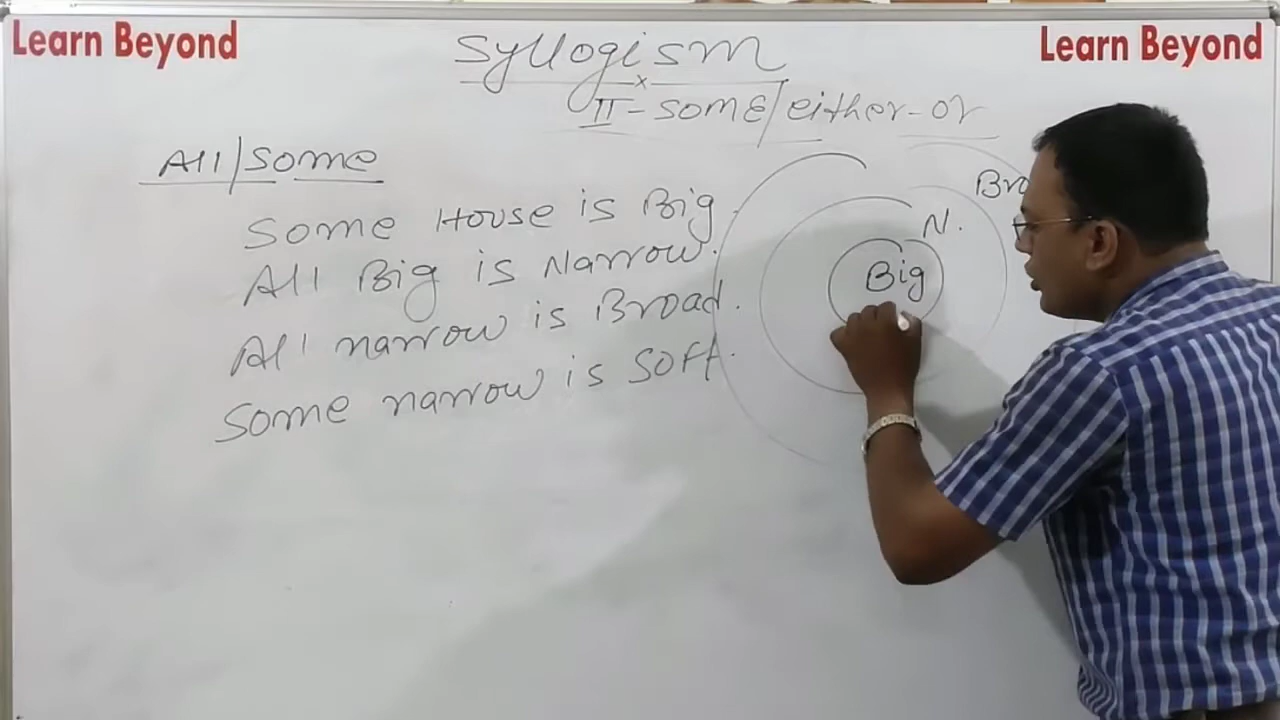 Learn Beyond
Learn Beyond
Syllogism
II - some/either-or
All/some
Some House is Big.
All Big is Narrow.
All narrow is Broad.
Some narrow is soft.
Bro
N.
Big